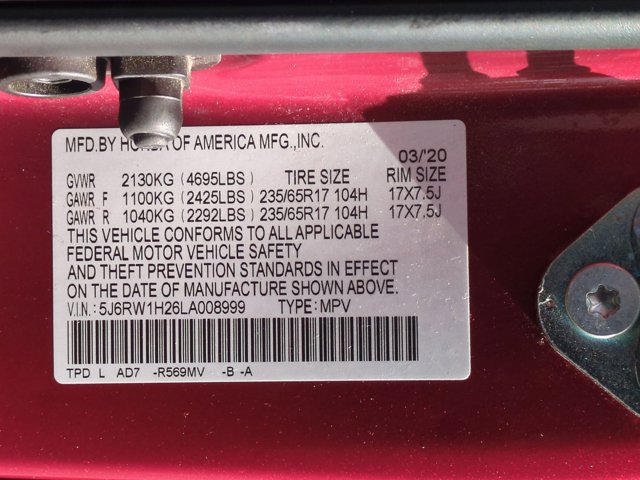 MFD.BY HONDA OF AMERICA MFG.,INC.
03/'20
GVWR 2130KG (4695LBS) TIRE SIZE RIM SIZE
GAWR F 1100KG (2425LBS) 235/65R17 104H 17X7.5J
GAWR R 1040KG (2292LBS) 235/65R17 104H 17X7.5J
THIS VEHICLE CONFORMS TO ALL APPLICABLE
FEDERAL MOTOR VEHICLE SAFETY
AND THEFT PREVENTION STANDARDS IN EFFECT
ON THE DATE OF MANUFACTURE SHOWN ABOVE.
V.I.N.: 5J6RW1H26LA008999 TYPE: MPV
TPD L AD7 -R569MV -B -A